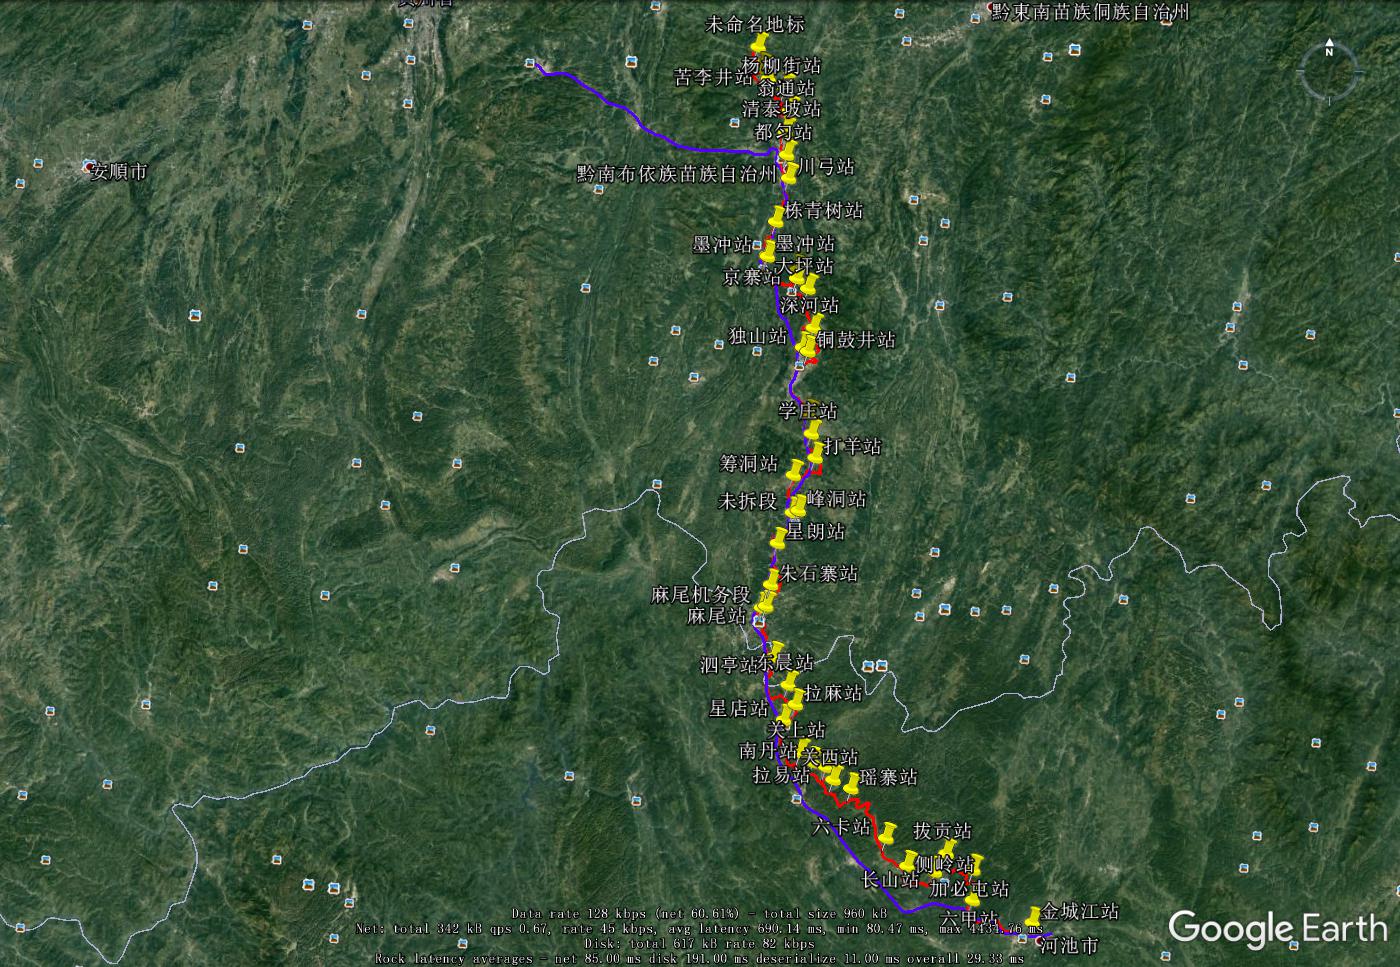 黔東南苗族侗族自治州
未命名地标
N
杨柳街站
苦李井站
翁通站
清泰坡站
都匀站
川弓站
安順市
黔南布依族苗族自治州
栋青树站
墨冲站
墨冲站
大坪站
京寨站
深河站
独山站
铜鼓井站
学庄站
打羊站
筹洞站
未拆段
峰洞站
星朗站
朱石寨站
麻尾机务段
麻尾站
泗亭站
东晨站
拉麻站
星店站
关上站
南丹站
关西站
拉易站
瑶寨站
六卡站
拔贡站
侧岭站
长山站
加必屯站
六甲站
金城江站
河池市
Data rate 128 kbps (net 60.61%) - total size 960 kB
Net: total 342 kB qps 0.67, rate 45 kbps, avg latency 690.14 ms, min 80.47 ms, max 4434.76 ms
Disk: total 617 kB rate 82 kbps
Rock latency averages - net 85.00 ms disk 191.00 ms deserialize 11.00 ms overall 29.33 ms
Google Earth